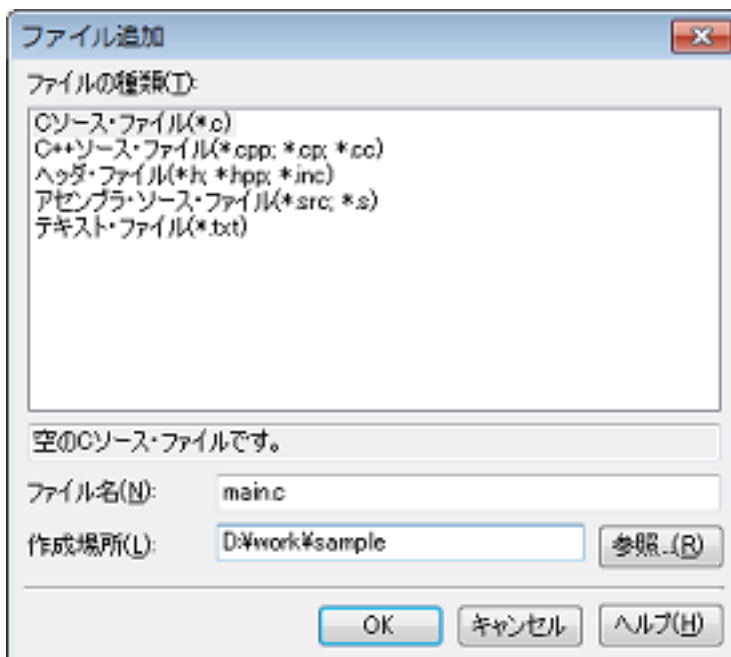 ファイル追加
ファイルの種類(T):
Cソース・ファイル(*.c)
C++ソース・ファイル(*.cpp; *.cp; *.cc)
ヘッダ・ファイル(*.h; *.hpp; *.inc)
アセンブラ・ソース・ファイル(*.src; *.s)
テキスト・ファイル(*.txt)
空のCソース・ファイルです。
ファイル名(N): main.c
作成場所(L): D:¥work¥sample 参照...(R)
OK キャンセル ヘルプ(H)